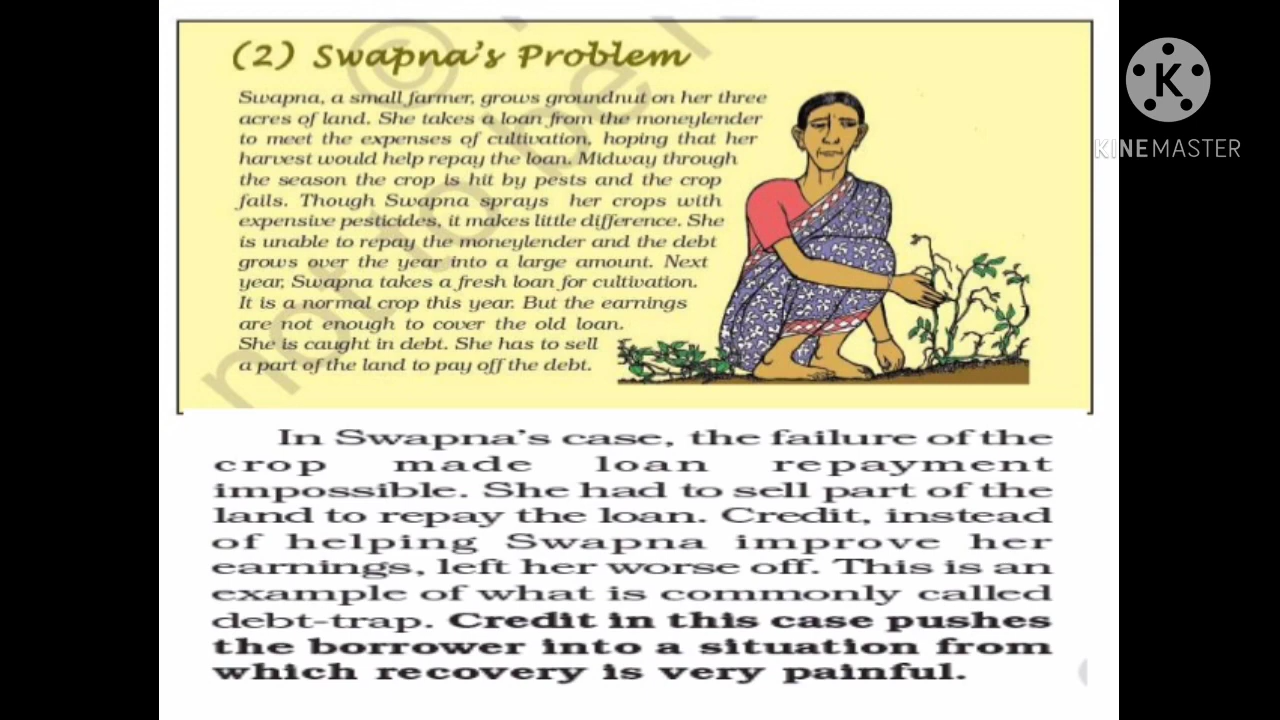 (2) Swapna's Problem
Swapna, a small farmer, grows groundnut on her three
acres of land. She takes a loan from the moneylender
to meet the expenses of cultivation, hoping that her
harvest would help repay the loan. Midway through
the season the crop is hit by pests and the crop
fails. Though Swapna sprays her crops with
expensive pesticides, it makes little difference. She
is unable to repay the moneylender and the debt
grows over the year into a large amount. Next
year, Swapna takes a fresh loan for cultivation.
It is a normal crop this year. But the earnings
are not enough to cover the old loan.
She is caught in debt. She has to sell
a part of the land to pay off the debt.
K
KINEMASTER
In Swapna's case, the failure of the
crop made loan repayment
impossible. She had to sell part of the
land to repay the loan. Credit, instead
of helping Swapna improve her
earnings, left her worse off. This is an
example of what is commonly called
debt-trap. Credit in this case pushes
the borrower into a situation from
which recovery is very painful.
not to be r
©